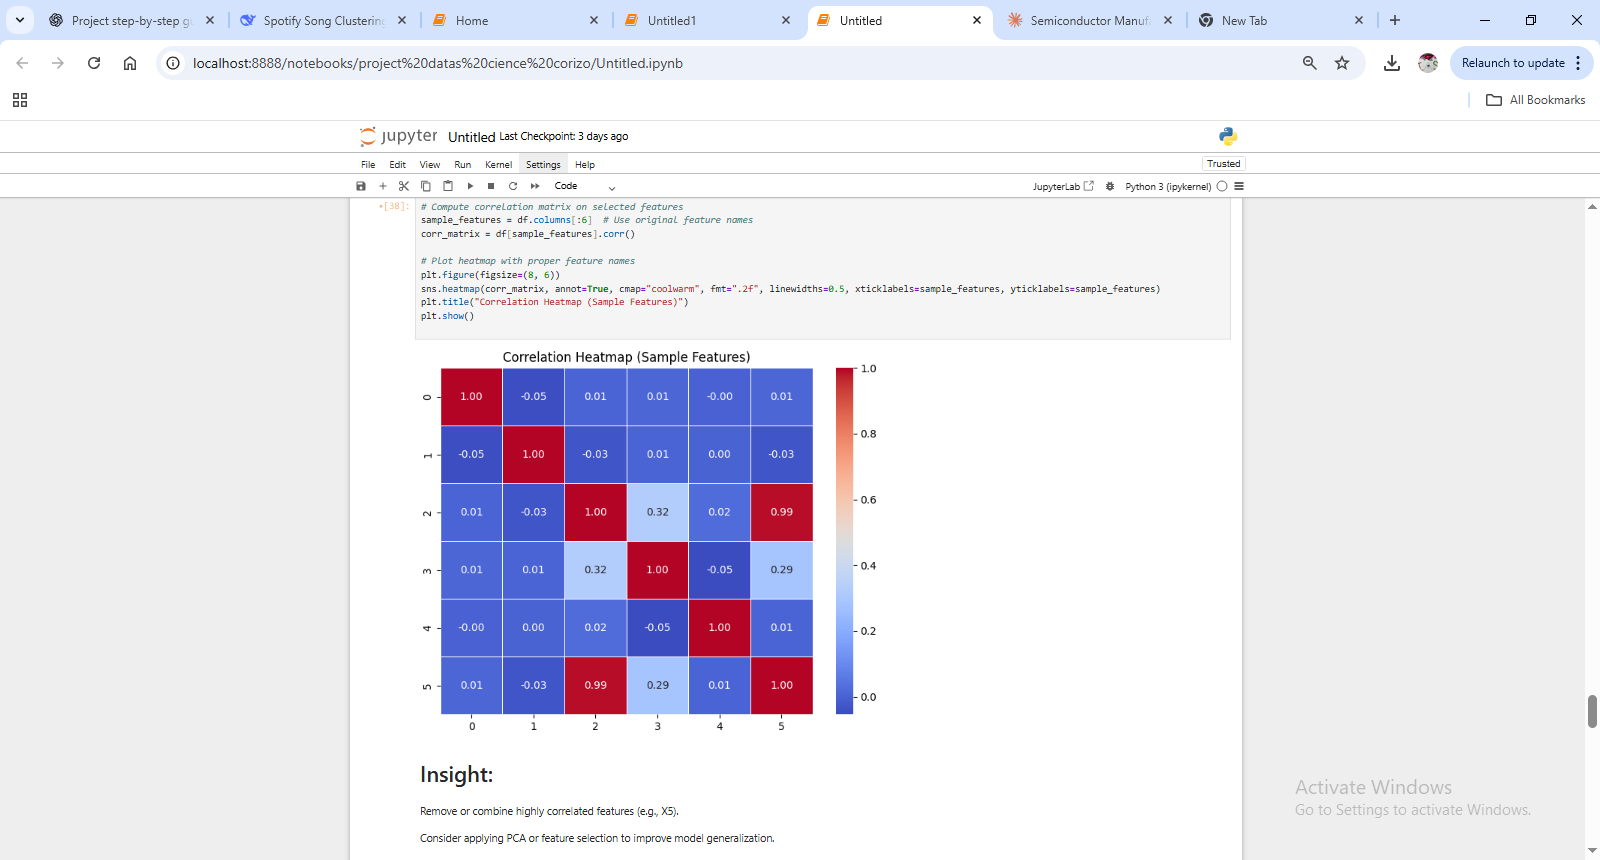 Project step-by-step g
Spotify Song Clustering
Home
Untitled1
Untitled
Semiconductor Manuf
New Tab
localhost:8888/notebooks/project%20datas%20cience%20corizo/Untitled.ipynb
Relaunch to update
All Bookmarks
jupyter Untitled Last Checkpoint: 3 days ago
File Edit View Run Kernel Settings Help
Trusted
Code
JupyterLab
Python 3 (ipykernel)
[38]:
# Compute correlation matrix on selected features
sample_features = df.columns[:6]  # Use original feature names
corr_matrix = df[sample_features].corr()
# Plot heatmap with proper feature names
plt.figure(figsize=(8, 6))
sns.heatmap(corr_matrix, annot=True, cmap="coolwarm", fmt=".2f", linewidths=0.5, xticklabels=sample_features, yticklabels=sample_features)
plt.title("Correlation Heatmap (Sample Features)")
plt.show()
Correlation Heatmap (Sample Features)
0 1.00 -0.05 0.01 0.01 -0.00 0.01
1 -0.05 1.00 -0.03 0.01 0.00 -0.03
2 0.01 -0.03 1.00 0.32 0.02 0.99
3 0.01 0.01 0.32 1.00 -0.05 0.29
4 -0.00 0.00 0.02 -0.05 1.00 0.01
5 0.01 -0.03 0.99 0.29 0.01 1.00
0 1 2 3 4 5
1.0
0.8
0.6
0.4
0.2
0.0
Insight:
Remove or combine highly correlated features (e.g., X5).
Consider applying PCA or feature selection to improve model generalization.
Activate Windows
Go to Settings to activate Windows.